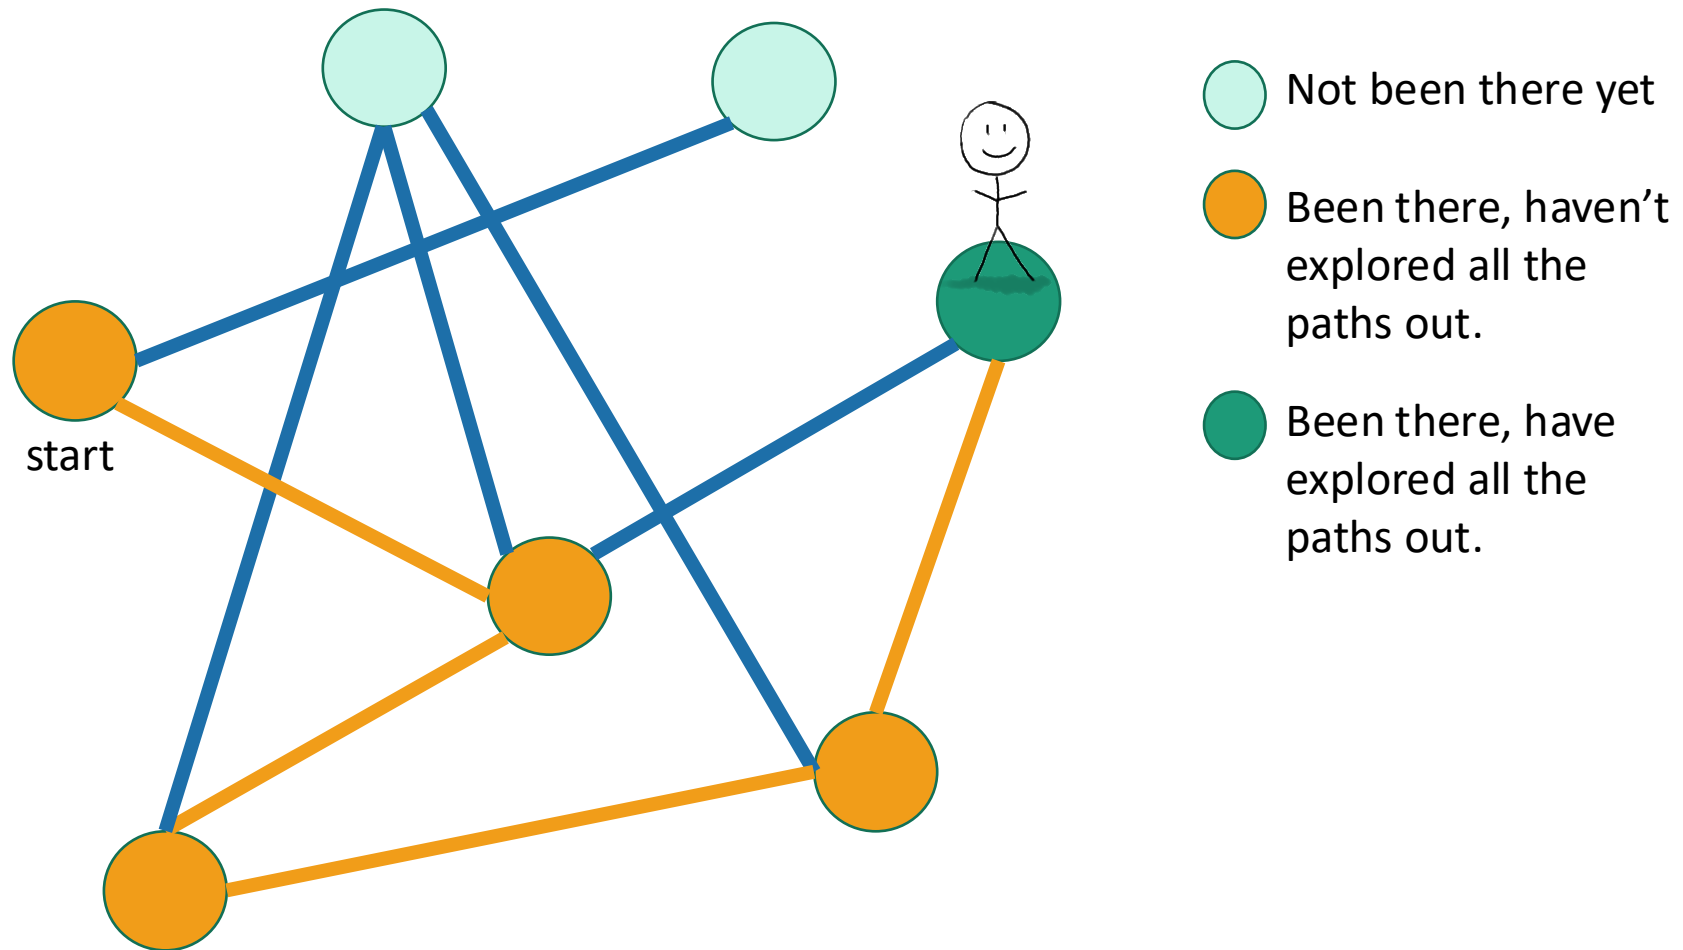 Not been there yet
Been there, haven’t
explored all the
paths out.
start
Been there, have
explored all the
paths out.